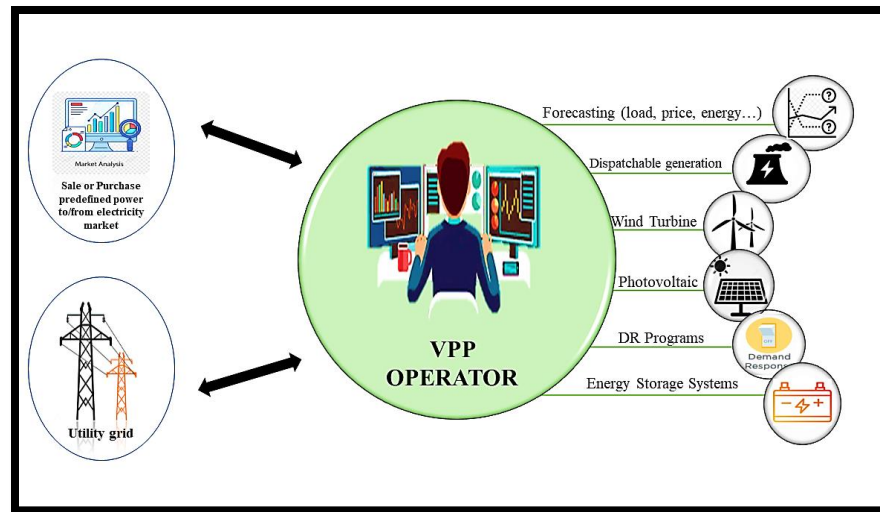 Market Analysis
Sale or Purchase
predefined power
to/from electricity
market
Utility grid
VPP
OPERATOR
Forecasting (load, price, energy…)
? 
?
Dispatchable generation
Wind Turbine
Photovoltaic
DR Programs
Demand
Response
Energy Storage Systems